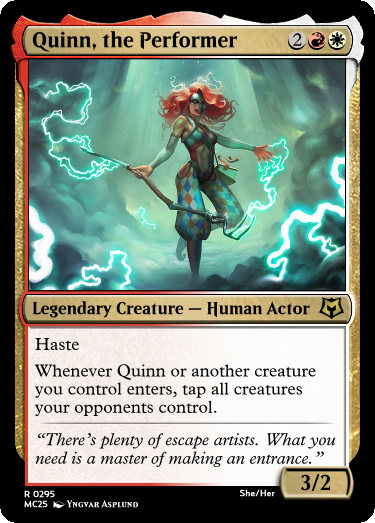 Quinn, the Performer 2
Legendary Creature — Human Actor
Haste
Whenever Quinn or another creature
you control enters, tap all creatures
your opponents control.
“There’s plenty of escape artists. What you
need is a master of making an entrance.”
3/2
R 0295 She/Her
MC25 Yngvar Asplund